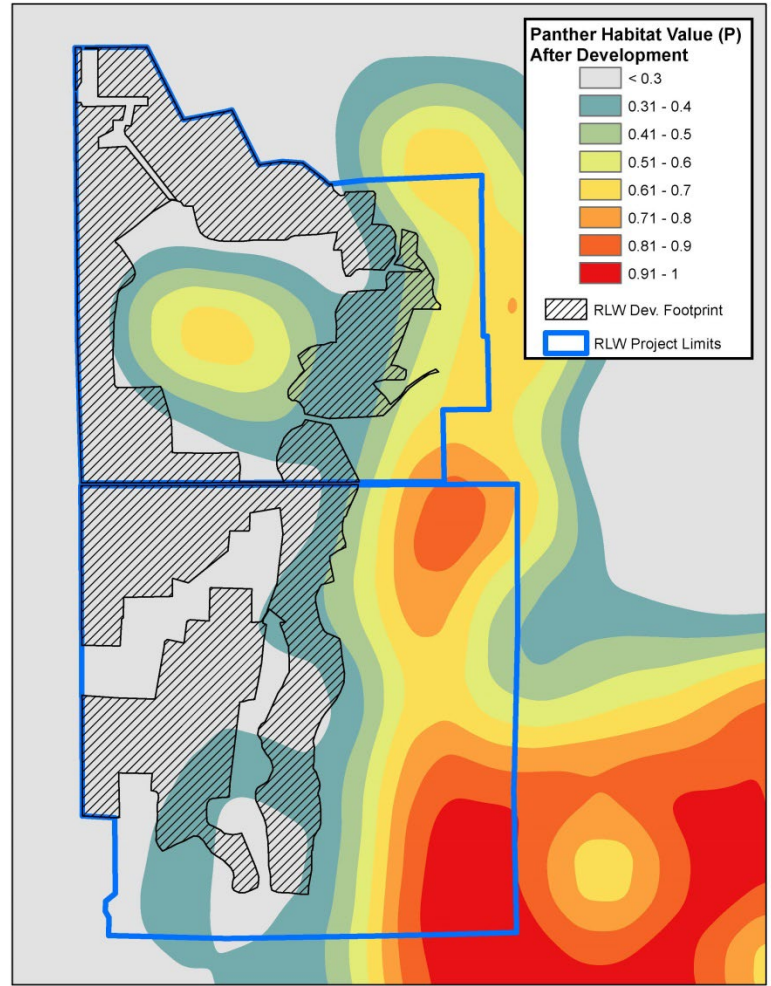 Panther Habitat Value (P)
After Development
< 0.3
0.31 - 0.4
0.41 - 0.5
0.51 - 0.6
0.61 - 0.7
0.71 - 0.8
0.81 - 0.9
0.91 - 1
RLW Dev. Footprint
RLW Project Limits